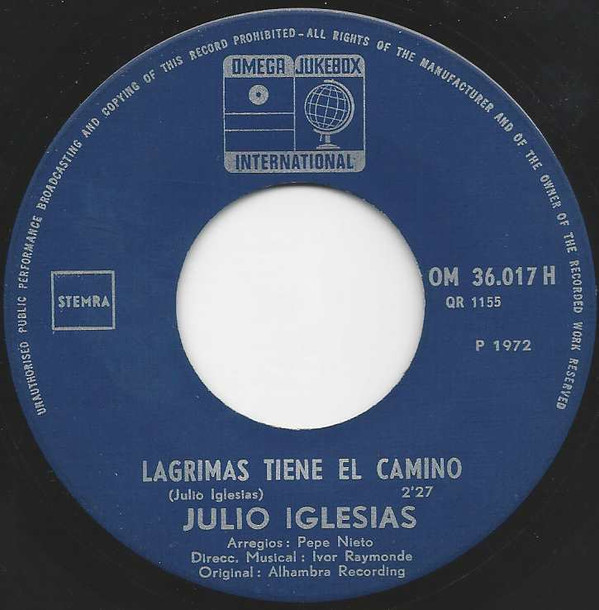 UNAUTHORISED PUBLIC PERFORMANCE BROADCASTING AND COPYING OF THIS RECORD PROHIBITED - ALL RIGHTS OF THE MANUFACTURER AND OF THE OWNER OF THE RECORDED WORK RESERVED
OMEGA JUKEBOX
INTERNATIONAL
OM 36.017 H
QR 1155
STEMRA
P 1972
LAGRIMAS TIENE EL CAMINO
(Julio Iglesias) 2'27
JULIO IGLESIAS
Arregios: Pepe Nieto
Direcc. Musical: Ivor Raymonde
Original: Alhambra Recording